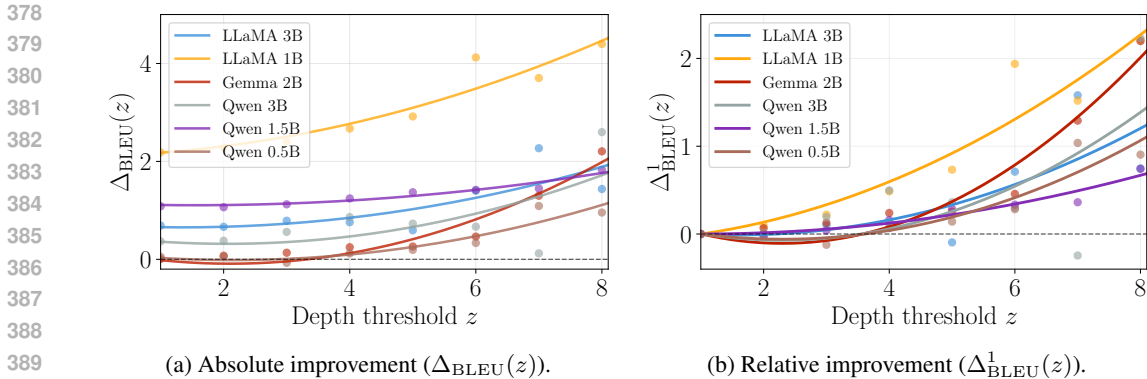 378
379
380
381
382
383
384
385
386
387
388
389
4
2
0
Δ_BLEU(z)
LLaMA 3B
LLaMA 1B
Gemma 2B
Qwen 3B
Qwen 1.5B
Qwen 0.5B
2
4
6
8
Depth threshold z
(a) Absolute improvement (Δ_BLEU(z)).
2
1
0
Δ¹_BLEU(z)
LLaMA 3B
LLaMA 1B
Gemma 2B
Qwen 3B
Qwen 1.5B
Qwen 0.5B
2
4
6
8
Depth threshold z
(b) Relative improvement (Δ¹_BLEU(z)).